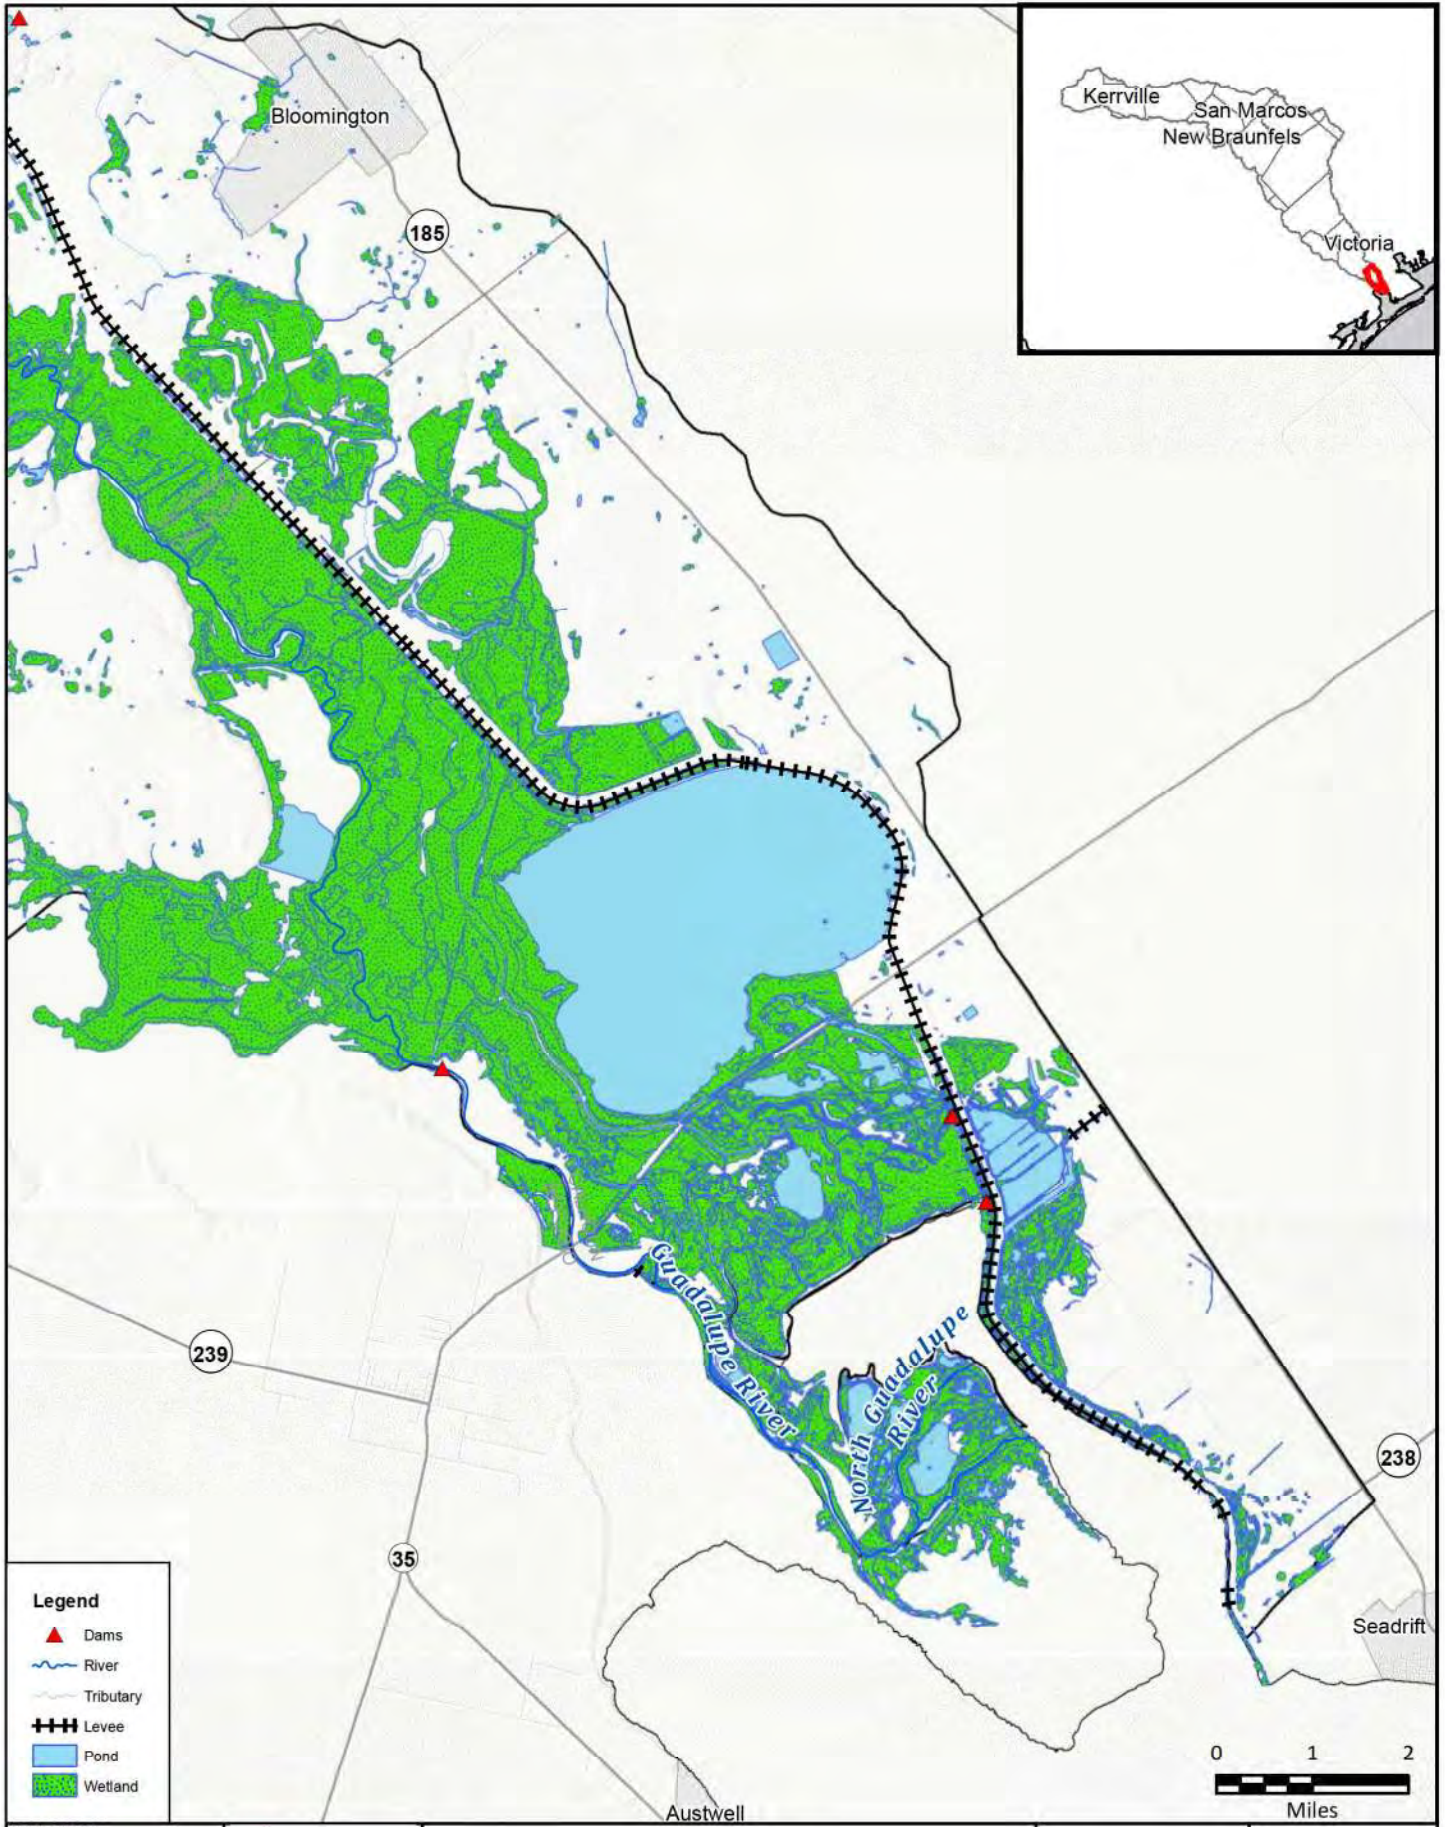 Kerrville
San Marcos
New Braunfels
Victoria
Bloomington
185
Guadalupe River
North Guadalupe
River
239
238
35
Seadrift
Austwell
Legend
Dams
River
Tributary
Levee
Pond
Wetland
0 1 2
Miles